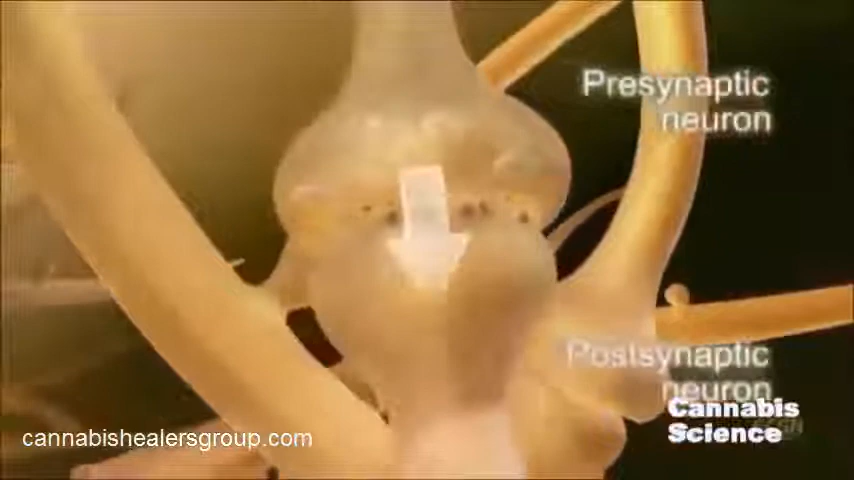 Presynaptic
neuron
Postsynaptic
neuron
Cannabis
Science
cannabishealersgroup.com